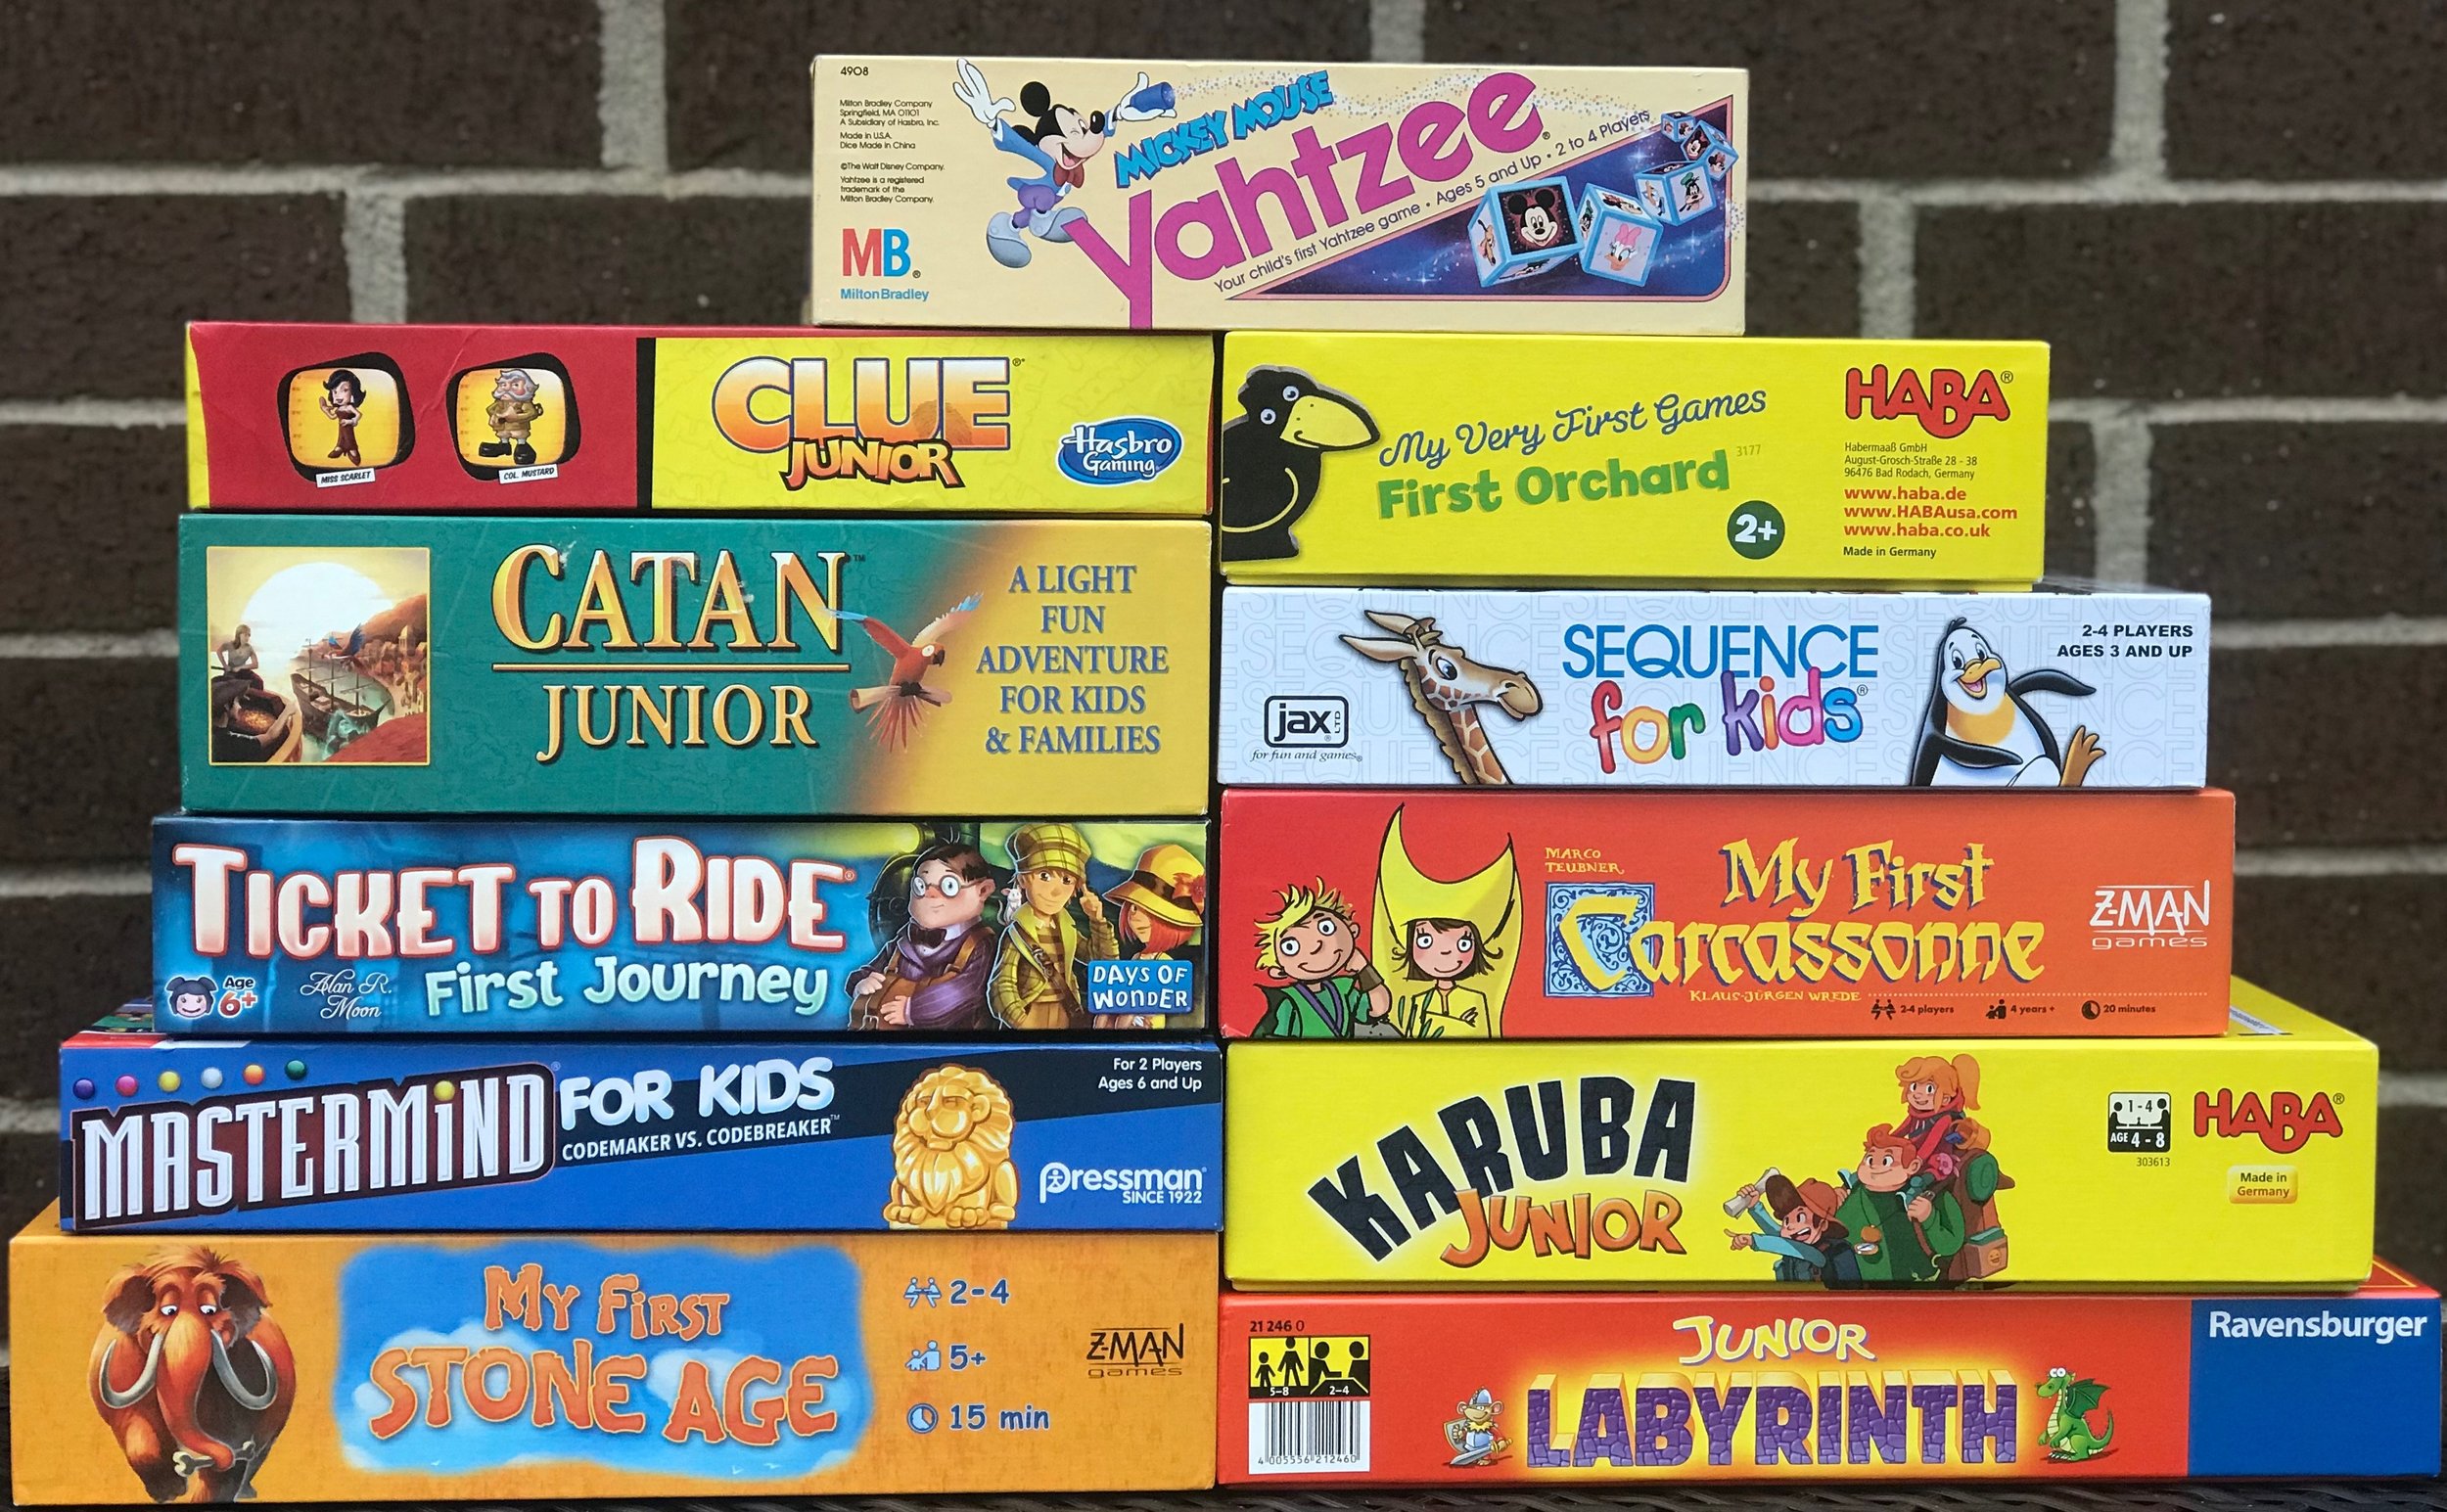 4908
Milton Bradley Company
Springfield, MA 01101
A Subsidiary of Hasbro, Inc.
Made in U.S.A.
Dice Made in China
©The Walt Disney Company.
Yahtzee is a registered
trademark of the
Milton Bradley Company.
MB®
Milton Bradley
MICKEY MOUSE
Yahtzee®
Your child's first Yahtzee game • Ages 5 and Up • 2 to 4 Players
MISS SCARLET
COL. MUSTARD
CLUE®
JUNIOR
Hasbro
Gaming
CATAN™
JUNIOR
A LIGHT
FUN
ADVENTURE
FOR KIDS
& FAMILIES
TICKET TO RIDE®
First Journey
Age
6+
Alan R.
Moon
DAYS OF
WONDER
MASTERMiND®
FOR KIDS
CODEMAKER VS. CODEBREAKER™
For 2 Players
Ages 6 and Up
Pressman®
SINCE 1922
MY FIRST
STONE AGE
2-4
5+
15 min
Z-MAN
games
My Very First Games
First Orchard
3177
2+
HABA®
Habermaaß GmbH
August-Grosch-Straße 28 - 38
96476 Bad Rodach, Germany
www.haba.de
www.HABAusa.com
www.haba.co.uk
Made in Germany
jax LTD
for fun and games®
SEQUENCE
for kids®
2-4 PLAYERS
AGES 3 AND UP
MARCO
TEUBNER
My First
Carcassonne
KLAUS-JÜRGEN WREDE
2-4 players
4 years +
20 minutes
Z-MAN
games
KARUBA
JUNIOR
1-4
AGE 4 - 8
303613
HABA®
Made in
Germany
21 246 0
5-8
2-4
4 005556 212460
JUNIOR
LABYRINTH
Ravensburger